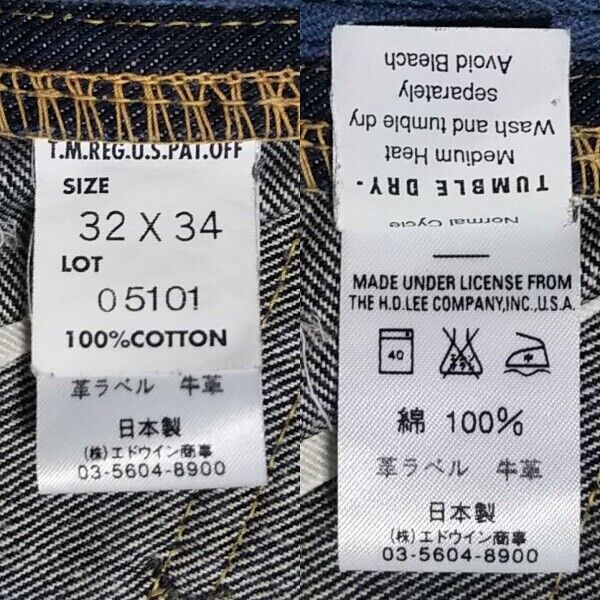 T.M.REG.U.S.PAT.OFF
SIZE
32 X 34
LOT
05101
100%COTTON
革ラベル 牛革
日本製
(株)エドウイン商事
03-5604-8900
Normal Cycle
TUMBLE DRY.
Medium Heat
Wash and tumble dry
separately
Avoid Bleach
MADE UNDER LICENSE FROM
THE H.D.LEE COMPANY,INC.,U.S.A.
40
綿 100%
革ラベル 牛革
日本製
(株)エドウイン商事
03-5604-8900